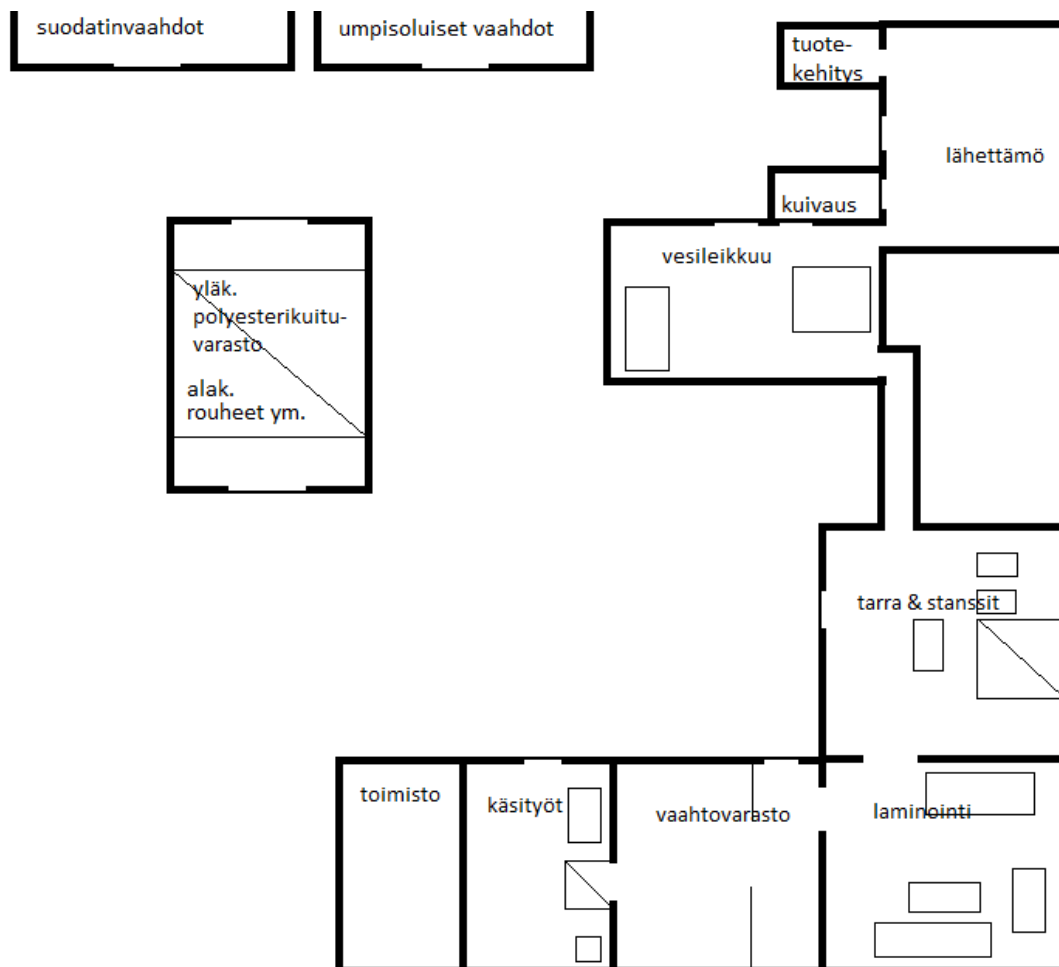 suodatinvaahdot
umpisoluiset vaahdot
tuote-
kehitys
lähettämö
kuivaus
vesileikkuu
yläk.
polyesterikuitu-
varasto
alak.
rouheet ym.
tarra & stanssit
toimisto
käsityöt
vaahtovarasto
laminointi